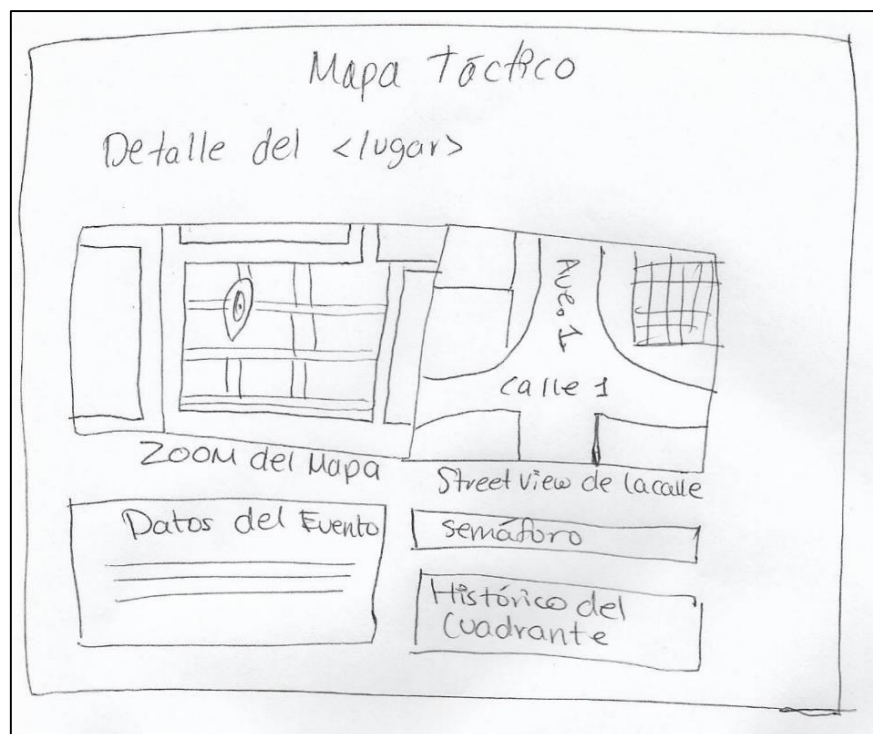 Mapa Táctico
Detalle del <lugar>
Ave. 1
Calle 1
Zoom del Mapa
Street View de la calle
Datos del Evento
Semáforo
Histórico del
Cuadrante